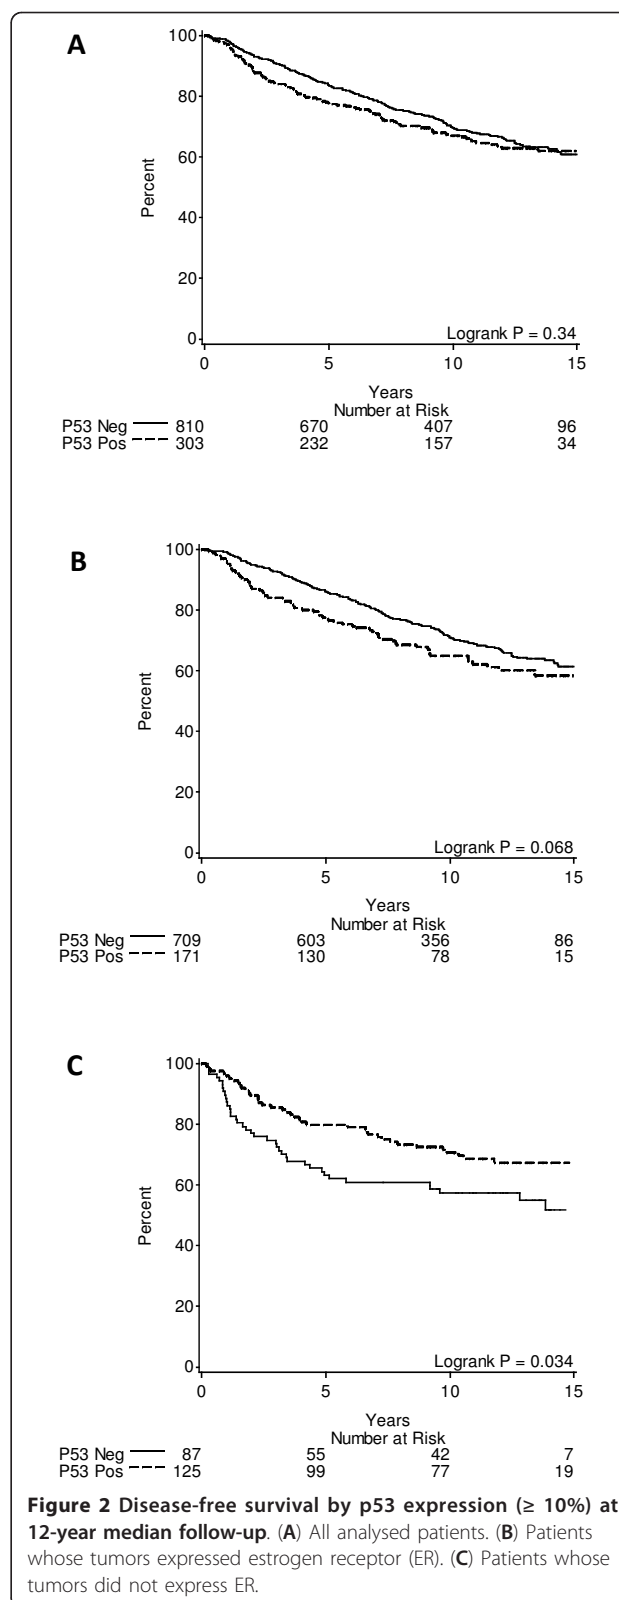 A
100
80
60
40
20
0
Percent
Logrank P = 0.34
0 5 10 15
Years
Number at Risk
P53 Neg 810 670 407 96
P53 Pos 303 232 157 34
B
100
80
60
40
20
0
Percent
Logrank P = 0.068
0 5 10 15
Years
Number at Risk
P53 Neg 709 603 356 86
P53 Pos 171 130 78 15
C
100
80
60
40
20
0
Percent
Logrank P = 0.034
0 5 10 15
Years
Number at Risk
P53 Neg 87 55 42 7
P53 Pos 125 99 77 19
Figure 2 Disease-free survival by p53 expression (≥ 10%) at
12-year median follow-up. (A) All analysed patients. (B) Patients
whose tumors expressed estrogen receptor (ER). (C) Patients whose
tumors did not express ER.